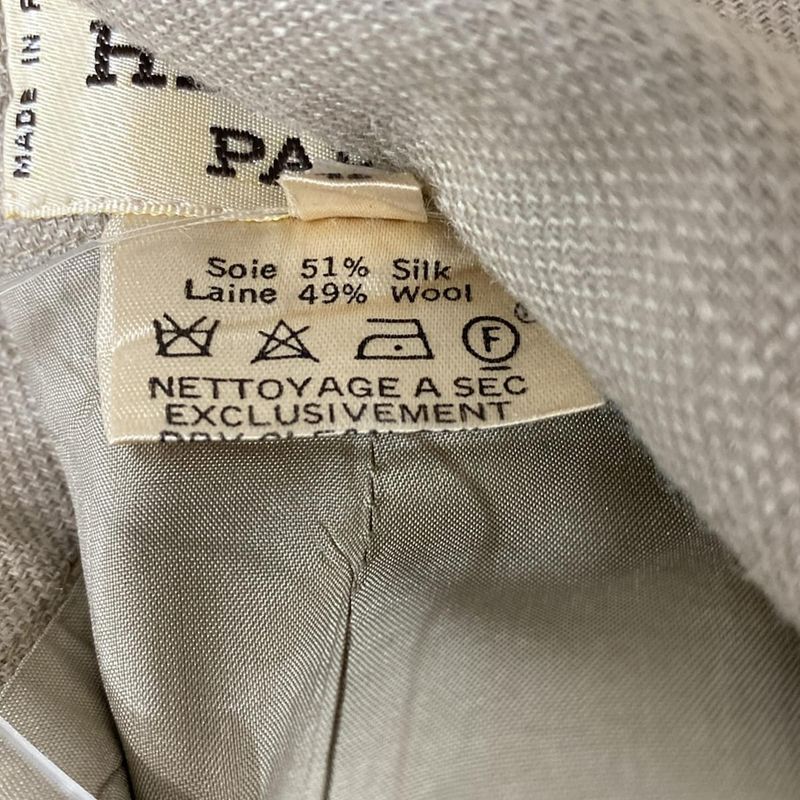 MADE IN F
PA
Soie 51% Silk
Laine 49% Wool
F
NETTOYAGE A SEC
EXCLUSIVEMENT